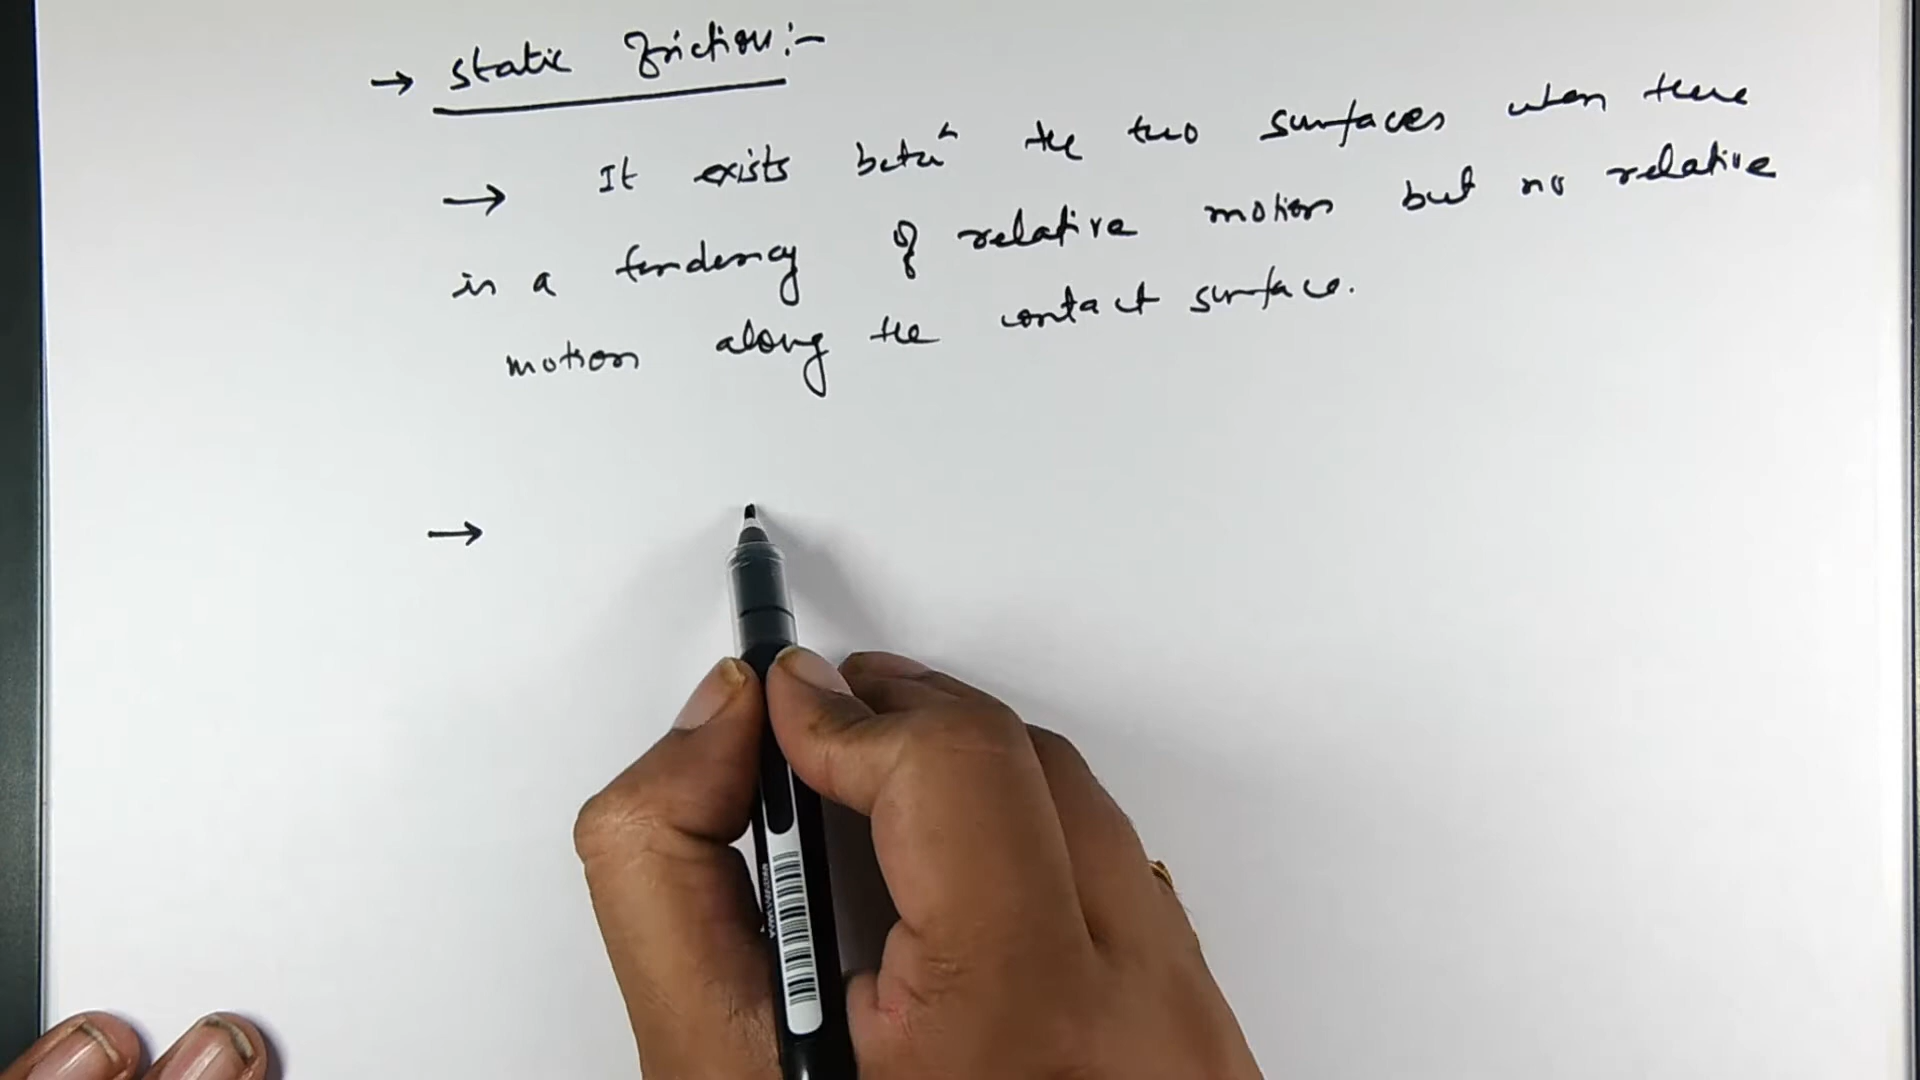 → Static friction:-
→ It exists betwⁿ the two surfaces when there
is a tendency of relative motion but no relative
motion along the contact surface.
→